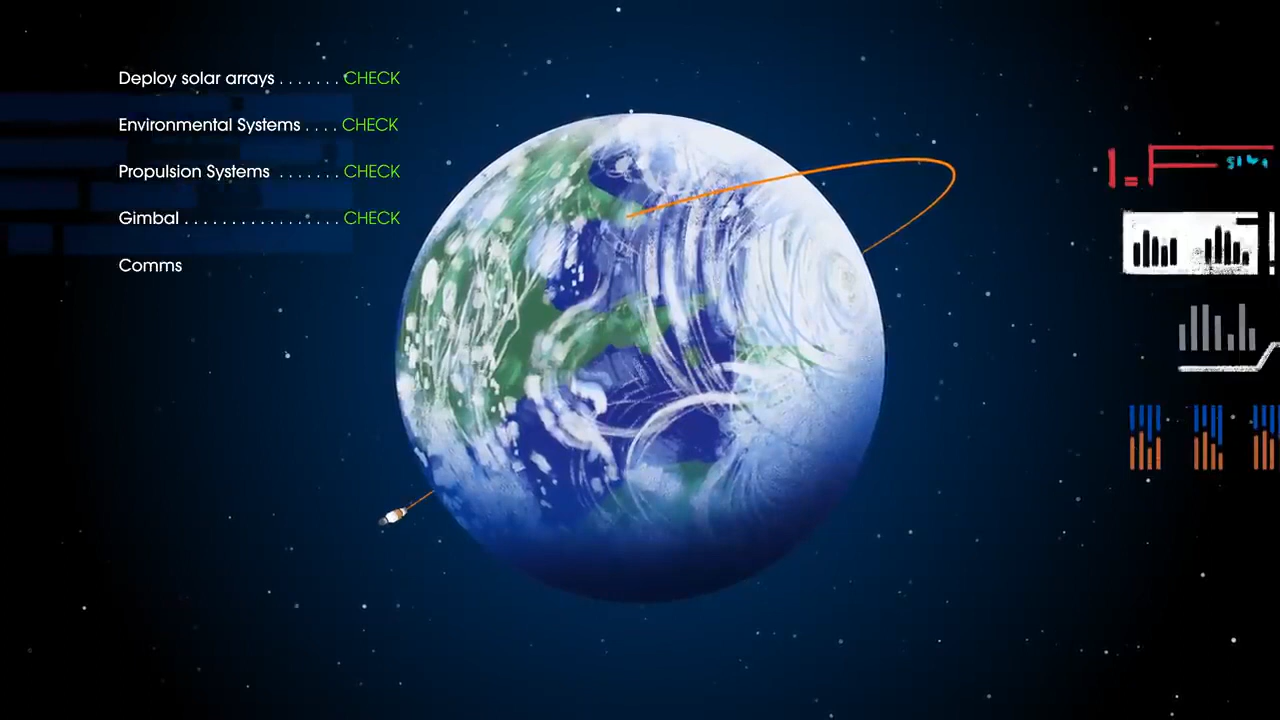 Deploy solar arrays . . . . . . . CHECK
Environmental Systems . . . . CHECK
Propulsion Systems . . . . . . . CHECK
Gimbal . . . . . . . . . . . . . . . CHECK
Comms